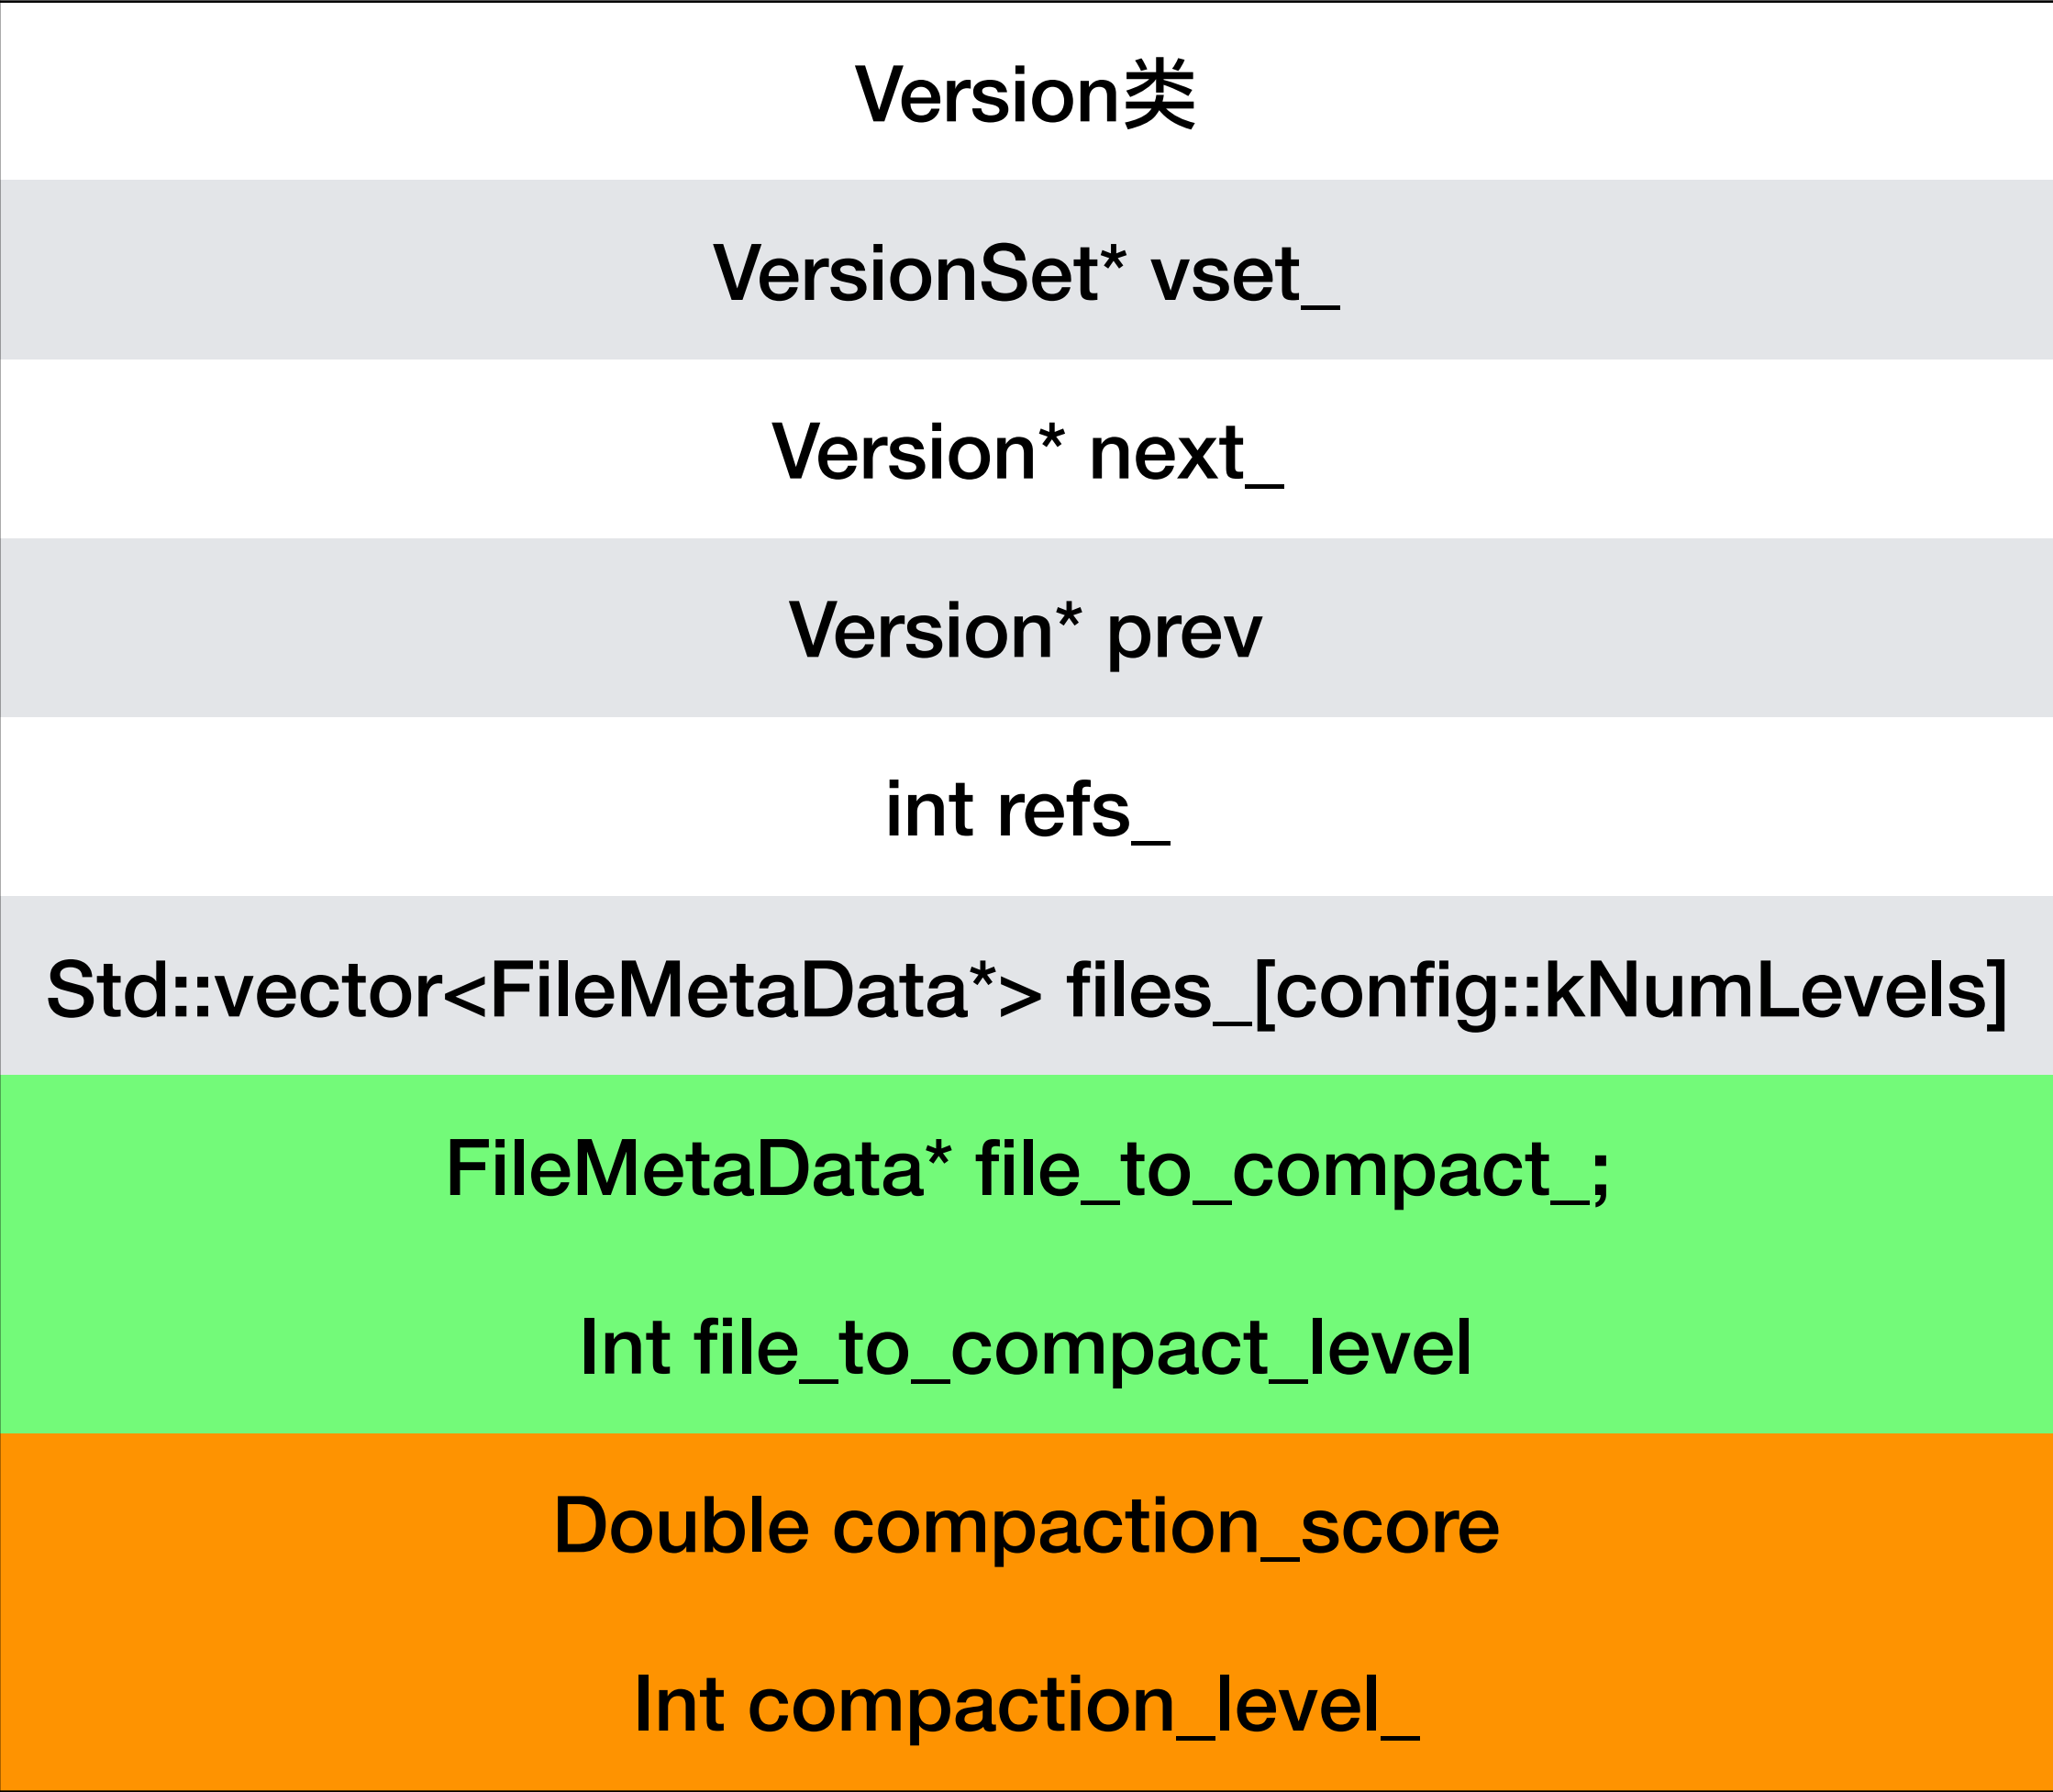 Version类
VersionSet* vset_
Version* next_
Version* prev
int refs_
Std::vector<FileMetaData*> files_[config::kNumLevels]
FileMetaData* file_to_compact_;
Int file_to_compact_level
Double compaction_score
Int compaction_level_